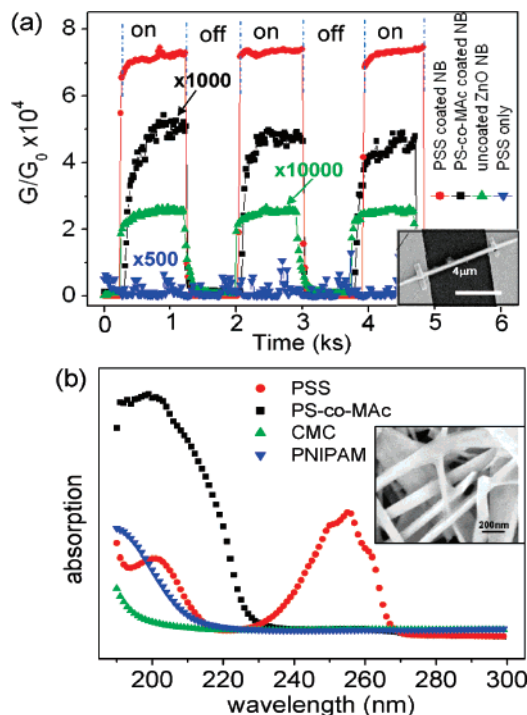 (a)
on off on off on
8
6
4
2
0
G/G₀ x10⁴
x1000
x10000
x500
PSS coated NB
PS-co-MAc coated NB
uncoated ZnO NB
PSS only
4µm
0 1 2 3 4 5 6
Time (ks)
(b)
PSS
PS-co-MAc
CMC
PNIPAM
200nm
absorption
200 220 240 260 280 300
wavelength (nm)